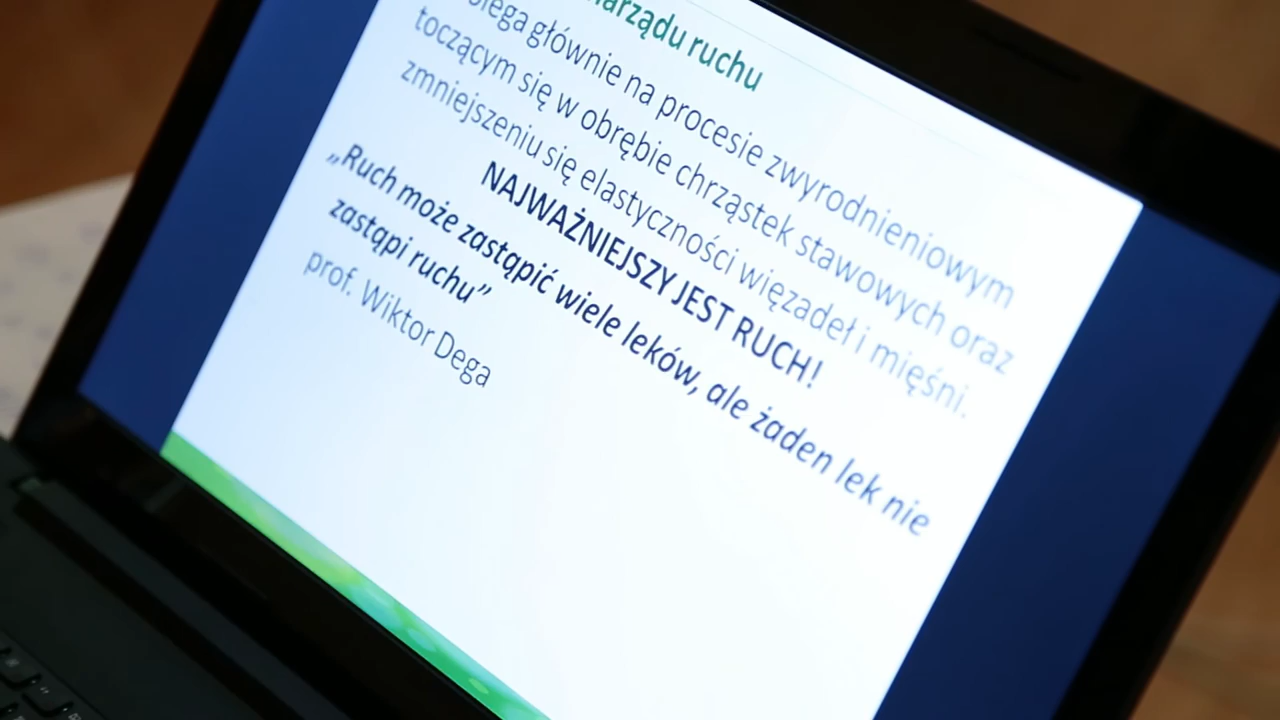 narządu ruchu
polega głównie na procesie zwyrodnieniowym
toczącym się w obrębie chrząstek stawowych oraz
zmniejszeniu się elastyczności więzadeł i mięśni.
NAJWAŻNIEJSZY JEST RUCH!
„Ruch może zastąpić wiele leków, ale żaden lek nie
zastąpi ruchu”
prof. Wiktor Dega